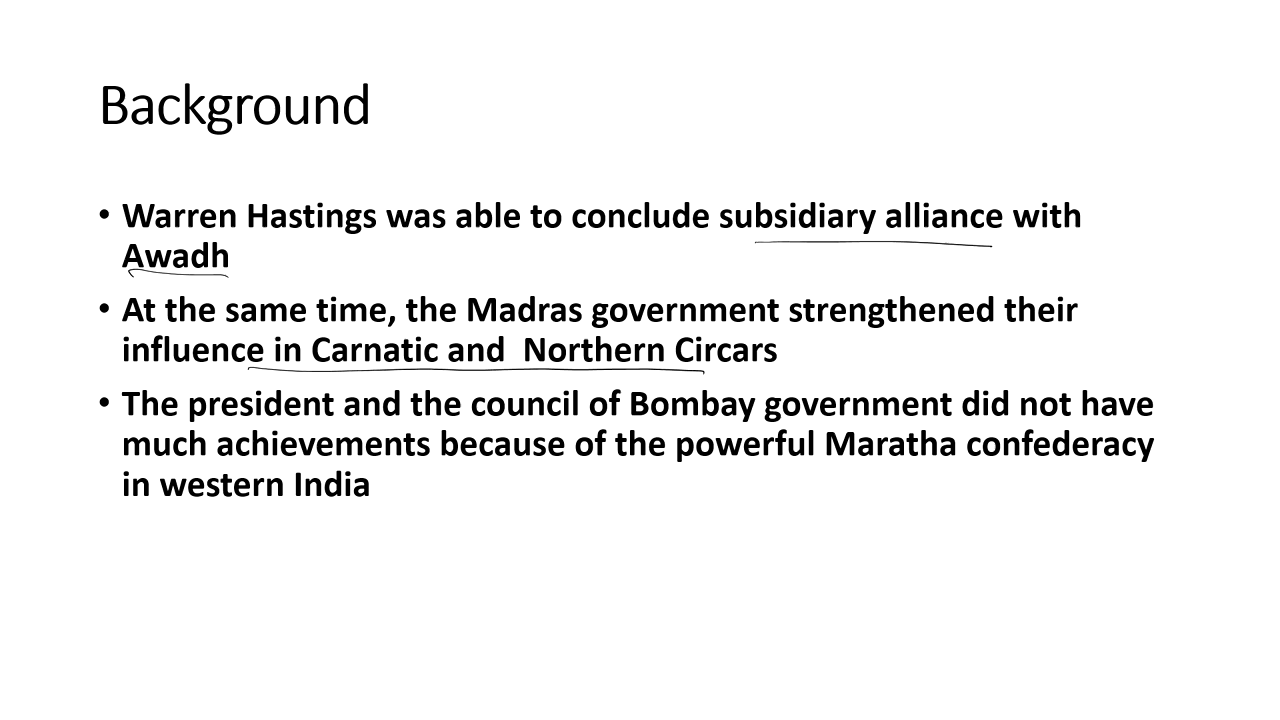 Background
• Warren Hastings was able to conclude subsidiary alliance with
Awadh
• At the same time, the Madras government strengthened their
influence in Carnatic and  Northern Circars
• The president and the council of Bombay government did not have
much achievements because of the powerful Maratha confederacy
in western India